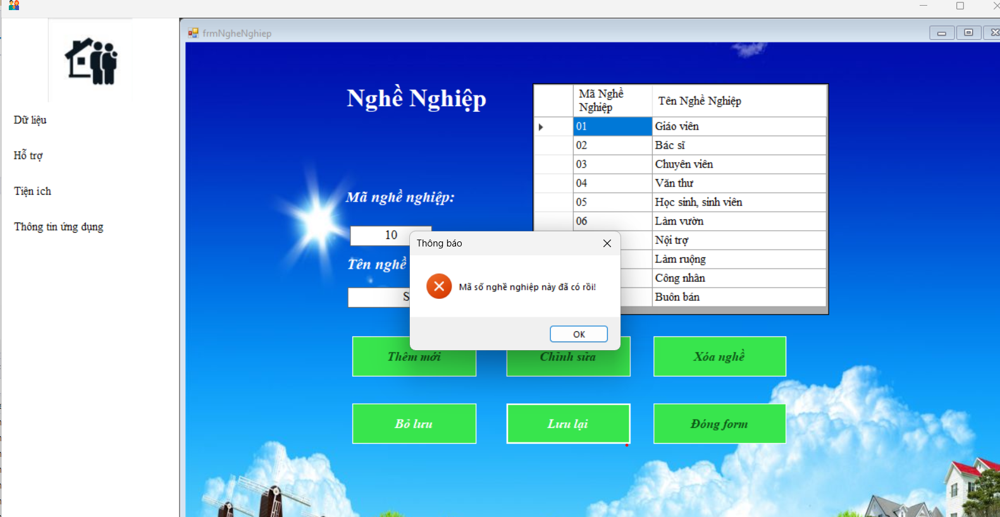 frmNgheNghiep
Dữ liệu
Hỗ trợ
Tiện ích
Thông tin ứng dụng
Nghề Nghiệp
Mã nghề nghiệp:
10
Tên nghề
S
Mã Nghề
Nghiệp
Tên Nghề Nghiệp
01 Giáo viên
02 Bác sĩ
03 Chuyên viên
04 Văn thư
05 Học sinh, sinh viên
06 Làm vườn
Nội trợ
Làm ruộng
Công nhân
Buôn bán
Thông báo
Mã số nghề nghiệp này đã có rồi!
OK
Thêm mới
Chỉnh sửa
Xóa nghề
Bỏ lưu
Lưu lại
Đóng form